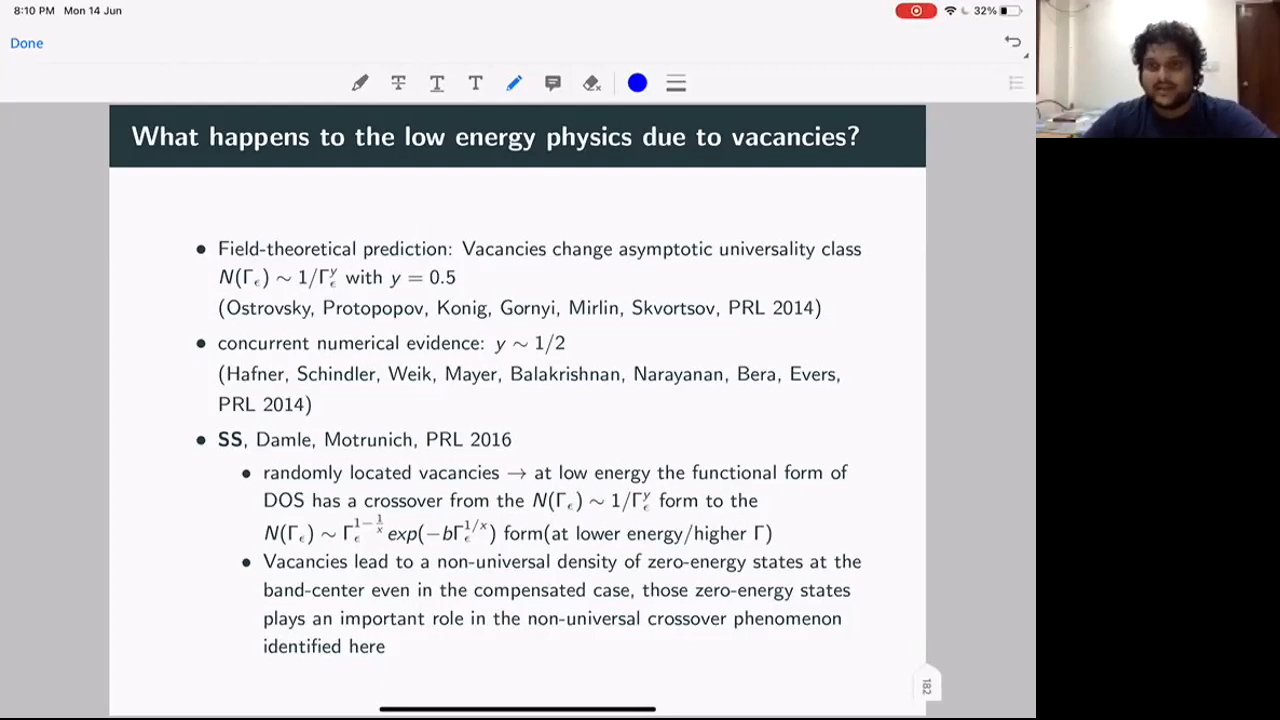 8:10 PM Mon 14 Jun
32%
Done
What happens to the low energy physics due to vacancies?
• Field-theoretical prediction: Vacancies change asymptotic universality class
N(Γ_ϵ) ∼ 1/Γ_ϵ^y with y = 0.5
(Ostrovsky, Protopopov, Konig, Gornyi, Mirlin, Skvortsov, PRL 2014)
• concurrent numerical evidence: y ∼ 1/2
(Hafner, Schindler, Weik, Mayer, Balakrishnan, Narayanan, Bera, Evers,
PRL 2014)
• SS, Damle, Motrunich, PRL 2016
• randomly located vacancies → at low energy the functional form of
DOS has a crossover from the N(Γ_ϵ) ∼ 1/Γ_ϵ^y form to the
N(Γ_ϵ) ∼ Γ_ϵ^{1−1/x} exp(−bΓ_ϵ^{1/x}) form(at lower energy/higher Γ)
• Vacancies lead to a non-universal density of zero-energy states at the
band-center even in the compensated case, those zero-energy states
plays an important role in the non-universal crossover phenomenon
identified here
182